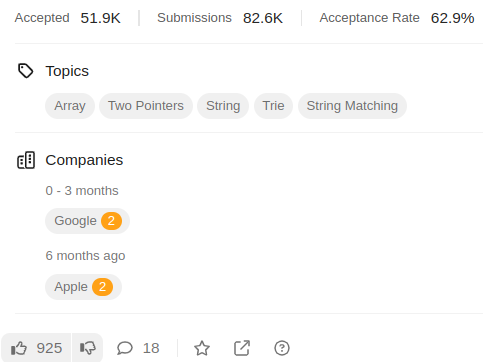 Accepted 51.9K Submissions 82.6K Acceptance Rate 62.9%
Topics
Array Two Pointers String Trie String Matching
Companies
0 - 3 months
Google 2
6 months ago
Apple 2
925 18